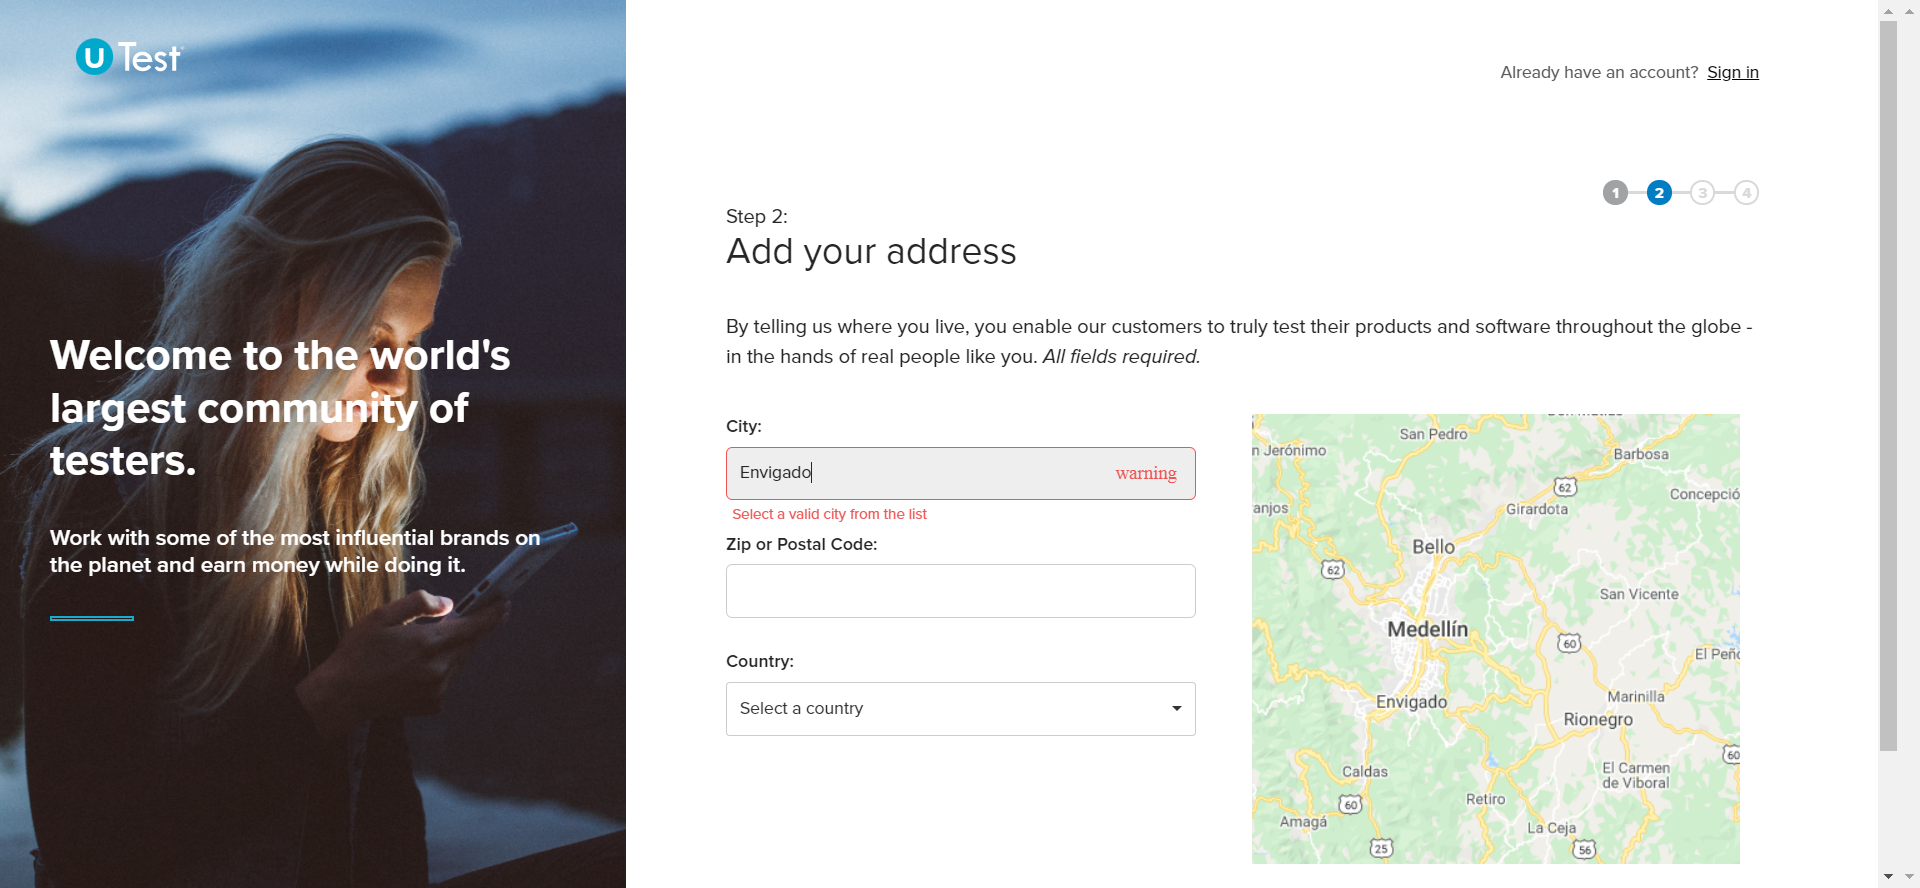 U Test
Already have an account? Sign in
1 2 3 4
Step 2:
Add your address
By telling us where you live, you enable our customers to truly test their products and software throughout the globe -
in the hands of real people like you. All fields required.
Welcome to the world's
largest community of
testers.
Work with some of the most influential brands on
the planet and earn money while doing it.
City:
Envigado
warning
Select a valid city from the list
Zip or Postal Code:
Country:
Select a country
San Pedro
n Jerónimo
Barbosa
62
Concepció
anjos
Girardota
Bello
62
San Vicente
Medellín
60
El Peño
Marinilla
Envigado
Rionegro
60
Caldas
El Carmen
de Viboral
60
Retiro
Amagá
La Ceja
25
56